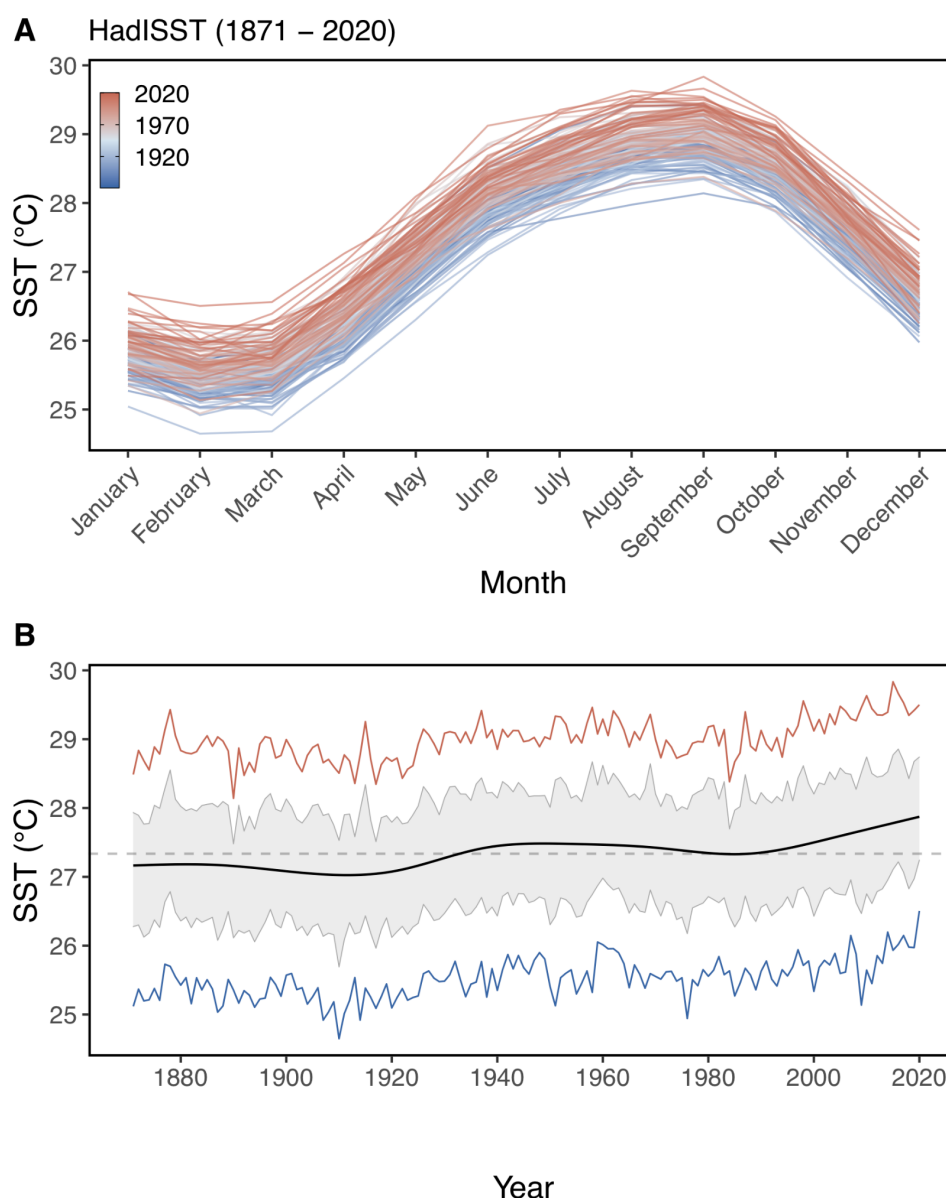 A HadISST (1871 – 2020)
30
29
28
27
26
25
2020
1970
1920
SST (°C)
January February March April May June July August September October November December
Month
B
30
29
28
27
26
25
SST (°C)
1880 1900 1920 1940 1960 1980 2000 2020
Year